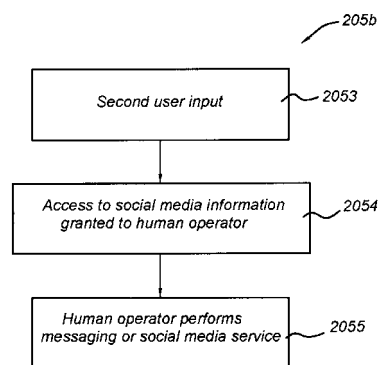 205b
Second user input
2053
Access to social media information
granted to human operator
2054
Human operator performs
messaging or social media service
2055